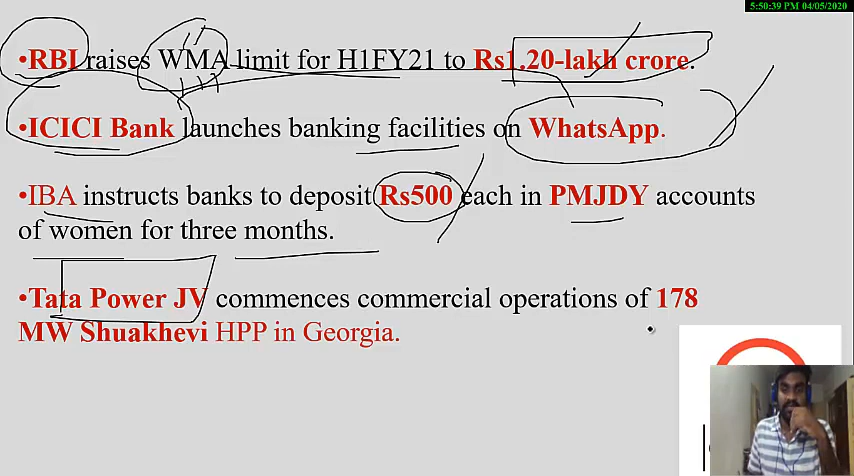 5:50:39 PM 04/05/2020
•RBI raises WMA limit for H1FY21 to Rs1.20-lakh crore.
•ICICI Bank launches banking facilities on WhatsApp.
•IBA instructs banks to deposit Rs500 each in PMJDY accounts
of women for three months.
•Tata Power JV commences commercial operations of 178
MW Shuakhevi HPP in Georgia.